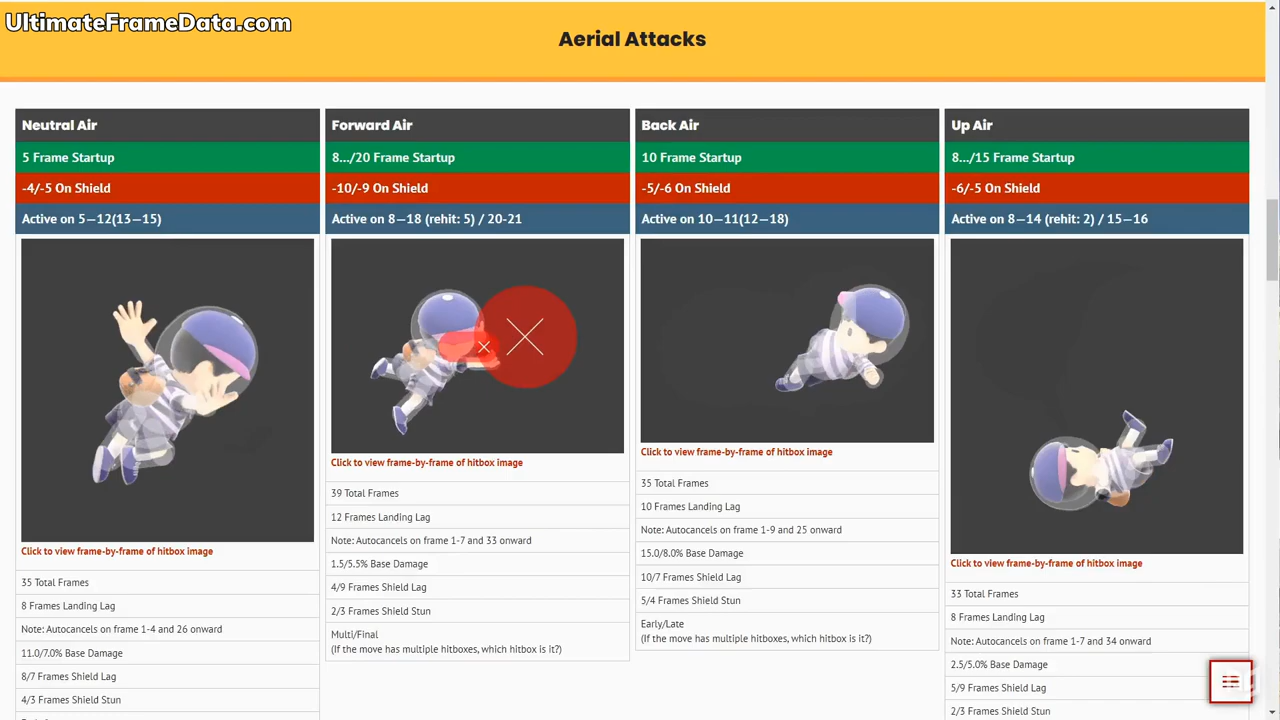 UltimateFrameData.com
Aerial Attacks
Neutral Air
5 Frame Startup
-4/-5 On Shield
Active on 5—12(13—15)
Click to view frame-by-frame of hitbox image
35 Total Frames
8 Frames Landing Lag
Note: Autocancels on frame 1-4 and 26 onward
11.0/7.0% Base Damage
8/7 Frames Shield Lag
4/3 Frames Shield Stun
Forward Air
8.../20 Frame Startup
-10/-9 On Shield
Active on 8—18 (rehit: 5) / 20-21
Click to view frame-by-frame of hitbox image
39 Total Frames
12 Frames Landing Lag
Note: Autocancels on frame 1-7 and 33 onward
1.5/5.5% Base Damage
4/9 Frames Shield Lag
2/3 Frames Shield Stun
Multi/Final
(If the move has multiple hitboxes, which hitbox is it?)
Back Air
10 Frame Startup
-5/-6 On Shield
Active on 10—11(12—18)
Click to view frame-by-frame of hitbox image
35 Total Frames
10 Frames Landing Lag
Note: Autocancels on frame 1-9 and 25 onward
15.0/8.0% Base Damage
10/7 Frames Shield Lag
5/4 Frames Shield Stun
Early/Late
(If the move has multiple hitboxes, which hitbox is it?)
Up Air
8.../15 Frame Startup
-6/-5 On Shield
Active on 8—14 (rehit: 2) / 15—16
Click to view frame-by-frame of hitbox image
33 Total Frames
8 Frames Landing Lag
Note: Autocancels on frame 1-7 and 34 onward
2.5/5.0% Base Damage
5/9 Frames Shield Lag
2/3 Frames Shield Stun